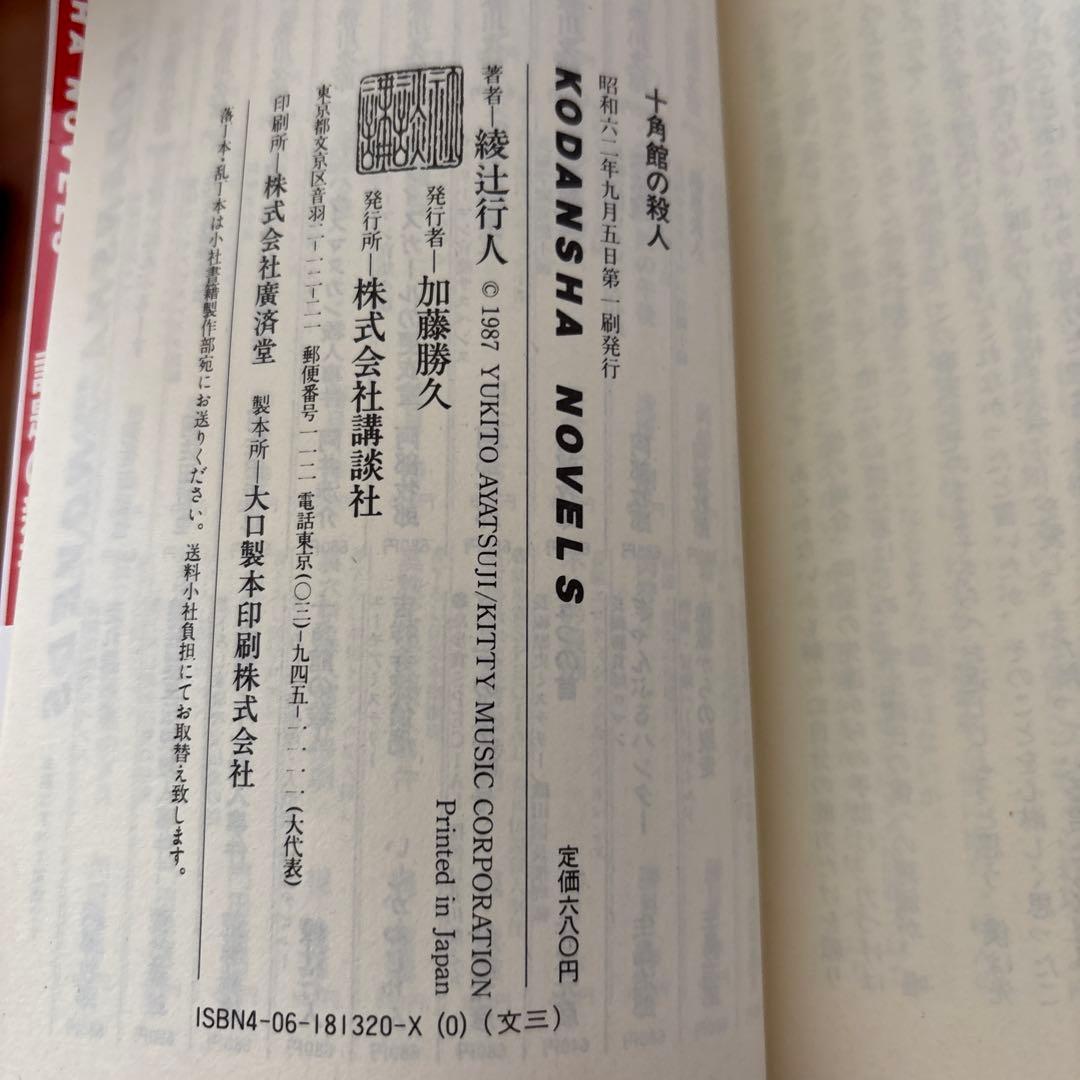 十角館の殺人
昭和六二年九月五日第一刷発行
KODANSHA NOVELS
定価六八〇円
著者―綾辻行人 © 1987 YUKITO AYATSUJI/KITTY MUSIC CORPORATION
Printed in Japan
発行者―加藤勝久
発行所―株式会社講談社
東京都文京区音羽二―一二―二一 郵便番号一一二 電話東京(〇三)―九四五―一一一一(大代表)
印刷所―株式会社廣済堂 製本所―大口製本印刷株式会社
落丁本・乱丁本は小社書籍製作部宛にお送りください。送料小社負担にてお取替え致します。
ISBN4-06-181320-X (0) (文三)